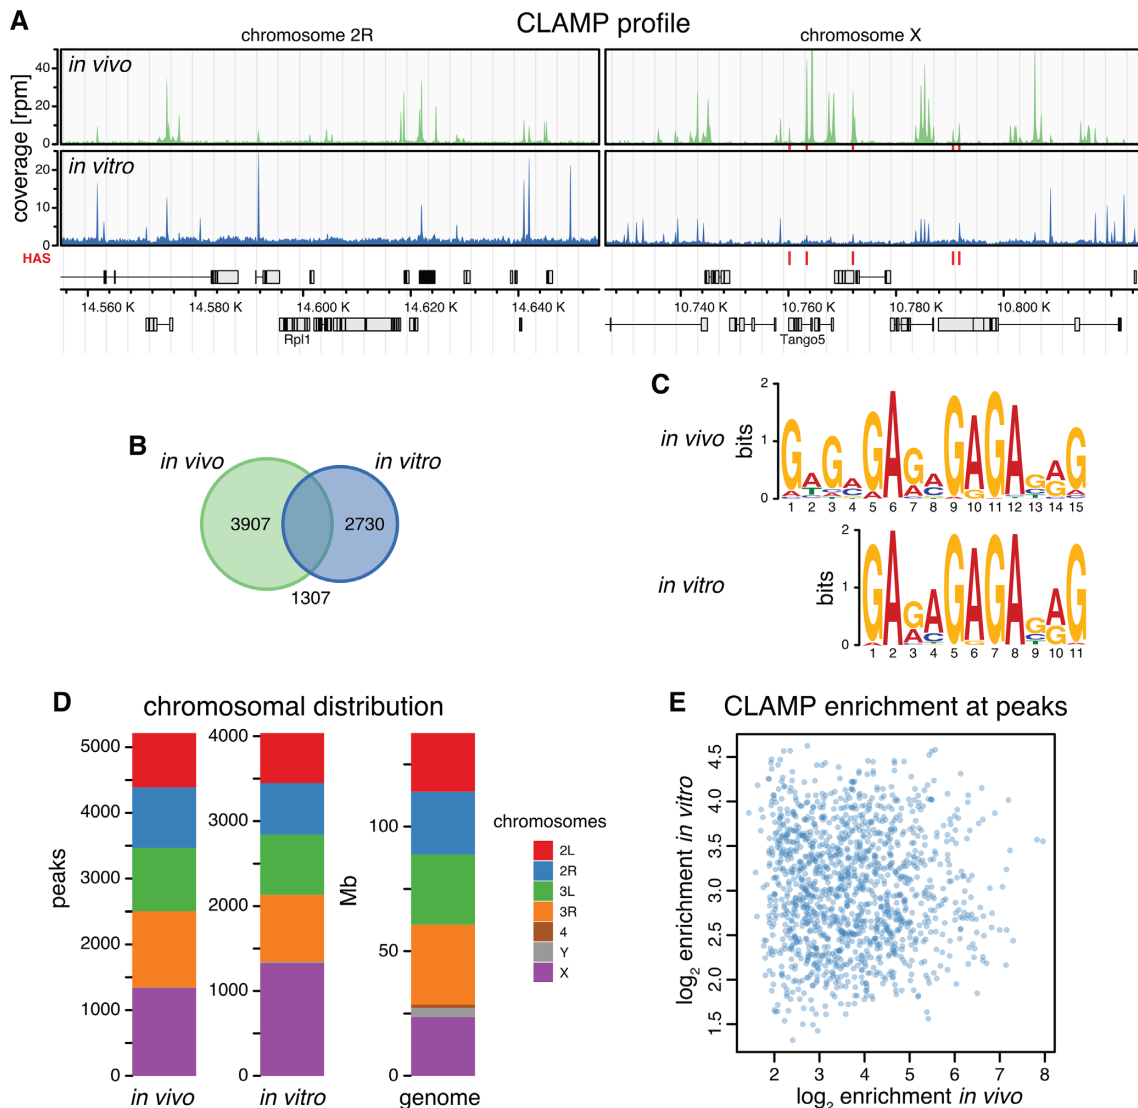 A
CLAMP profile
chromosome 2R
chromosome X
coverage [rpm]
in vivo
40
20
0
in vitro
20
10
0
HAS
14.560 K 14.580 K 14.600 K 14.620 K 14.640 K
10.740 K 10.760 K 10.780 K 10.800 K
Rpl1
Tango5
B
in vivo
in vitro
3907
2730
1307
C
in vivo
bits
2
1
0
1 2 3 4 5 6 7 8 9 10 11 12 13 14 15
in vitro
bits
2
1
0
1 2 3 4 5 6 7 8 9 10 11
D
chromosomal distribution
peaks
5000
4000
3000
2000
1000
0
in vivo
4000
3000
2000
1000
0
in vitro
Mb
100
50
0
genome
chromosomes
2L
2R
3L
3R
4
Y
X
E
CLAMP enrichment at peaks
log2 enrichment in vitro
4.5
4.0
3.5
3.0
2.5
2.0
1.5
2 3 4 5 6 7 8
log2 enrichment in vivo